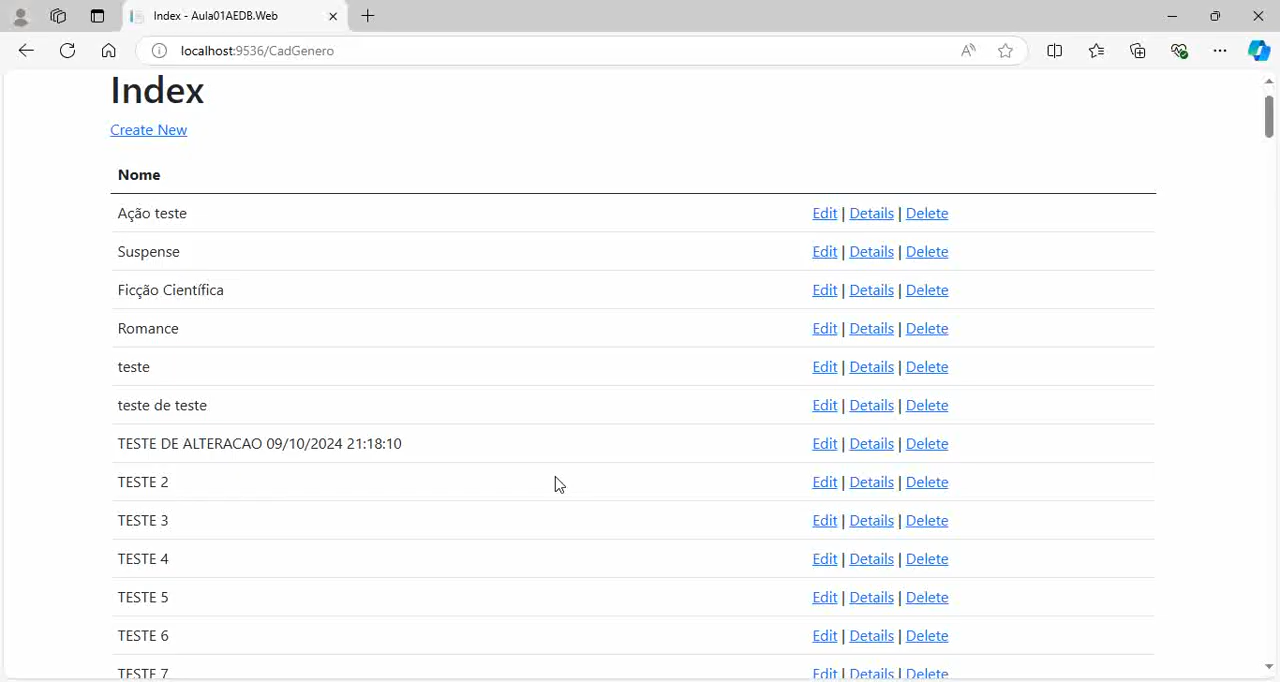 Index - Aula01AEDB.Web
localhost:9536/CadGenero
Index
Create New
Nome
Ação teste Edit | Details | Delete
Suspense Edit | Details | Delete
Ficção Científica Edit | Details | Delete
Romance Edit | Details | Delete
teste Edit | Details | Delete
teste de teste Edit | Details | Delete
TESTE DE ALTERACAO 09/10/2024 21:18:10 Edit | Details | Delete
TESTE 2 Edit | Details | Delete
TESTE 3 Edit | Details | Delete
TESTE 4 Edit | Details | Delete
TESTE 5 Edit | Details | Delete
TESTE 6 Edit | Details | Delete
TESTE 7 Edit | Details | Delete